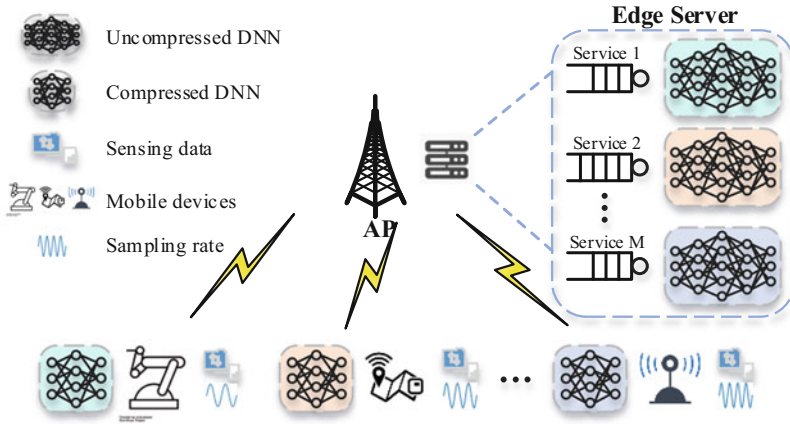 Edge Server
Uncompressed DNN
Service 1
Compressed DNN
Sensing data
Service 2
Mobile devices
AP
Sampling rate
Service M